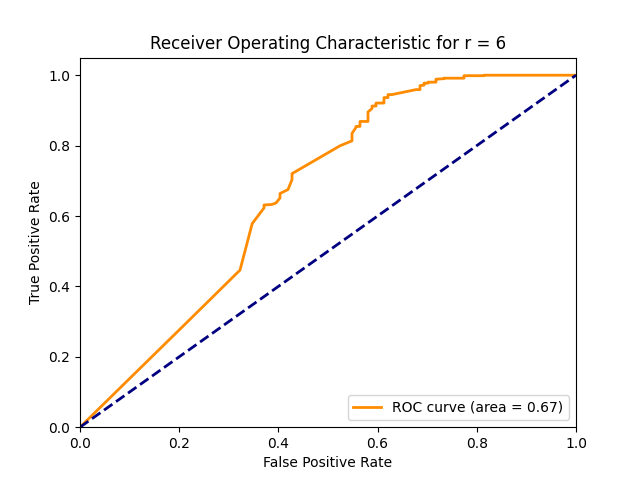 Receiver Operating Characteristic for r = 6
True Positive Rate
1.0
0.8
0.6
0.4
0.2
0.0
0.0 0.2 0.4 0.6 0.8 1.0
False Positive Rate
ROC curve (area = 0.67)